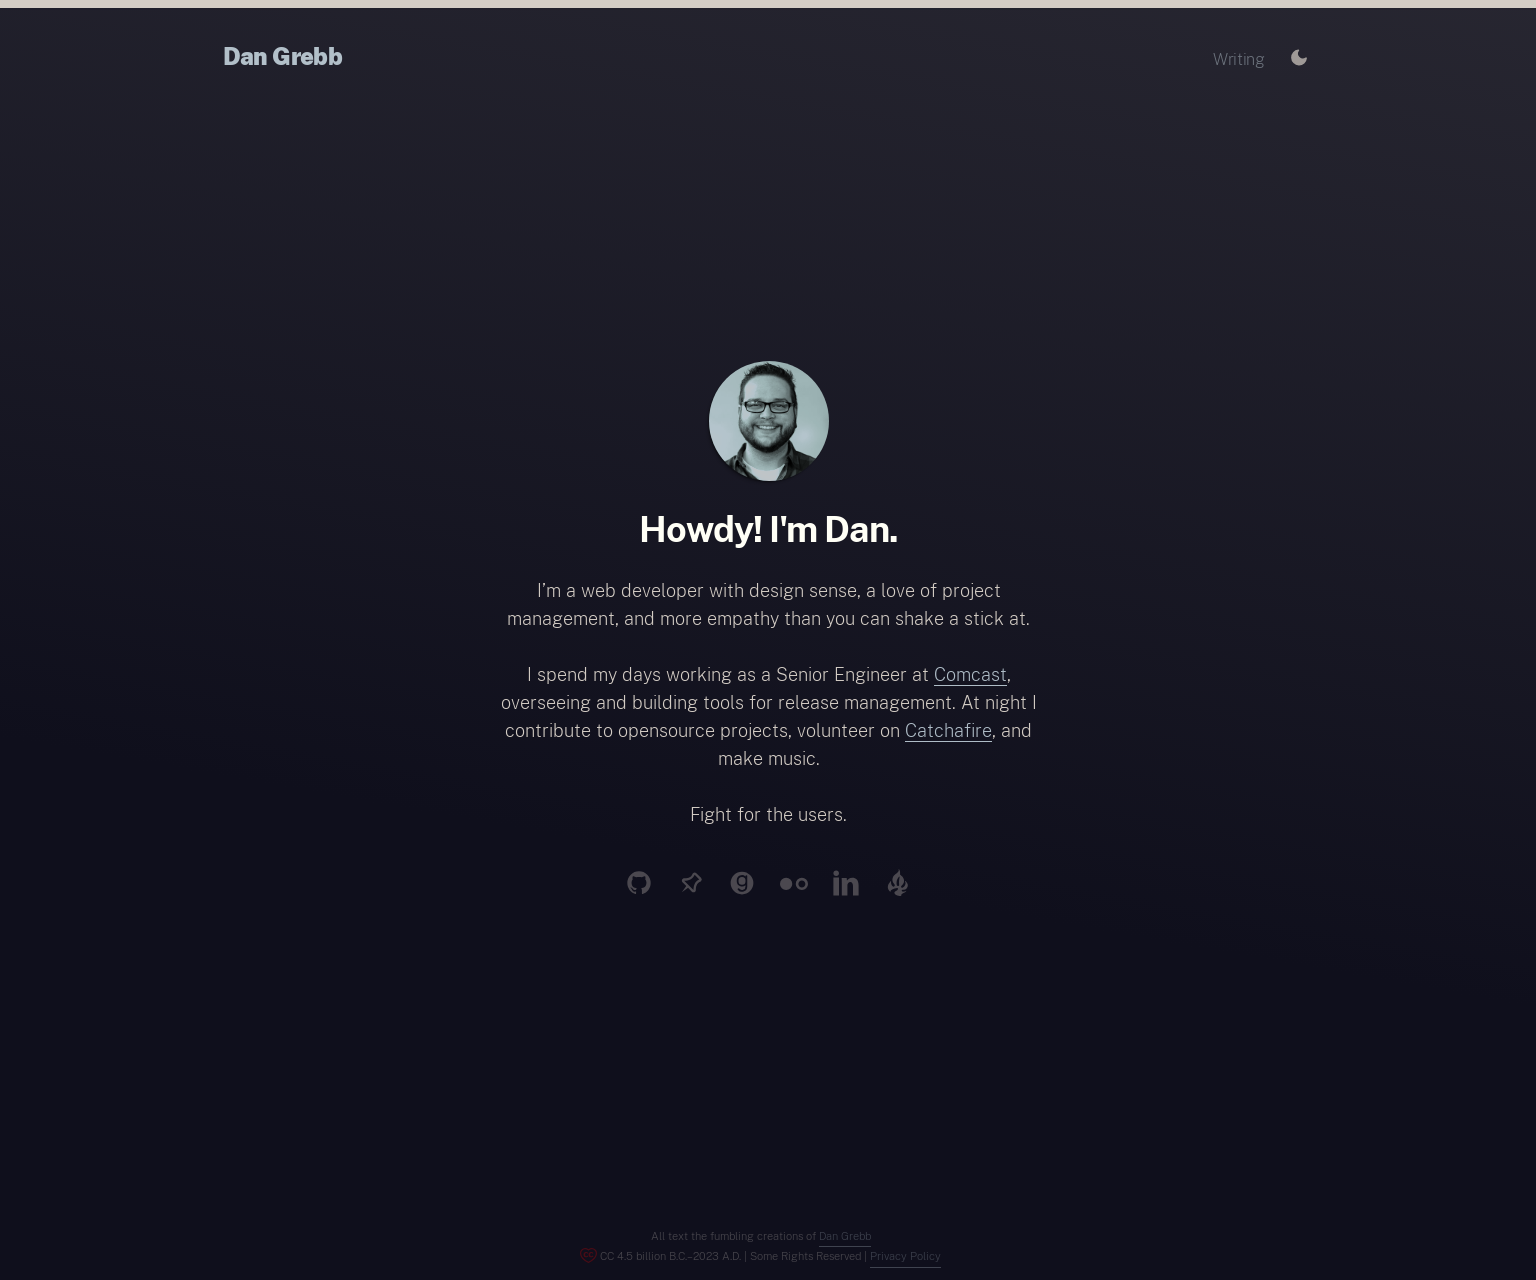 Dan Grebb
Writing
Howdy! I'm Dan.
I’m a web developer with design sense, a love of project
management, and more empathy than you can shake a stick at.
I spend my days working as a Senior Engineer at Comcast,
overseeing and building tools for release management. At night I
contribute to opensource projects, volunteer on Catchafire, and
make music.
Fight for the users.
All text the fumbling creations of Dan Grebb
CC 4.5 billion B.C.–2023 A.D. | Some Rights Reserved | Privacy Policy